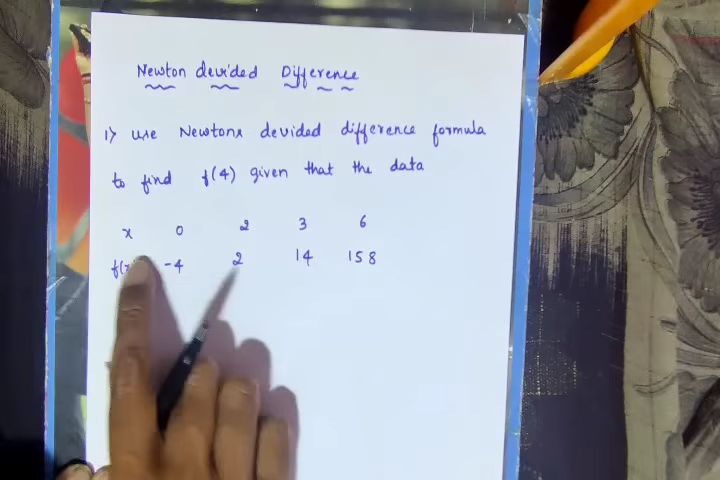 Newton devided Difference
1) use Newtons devided difference formula
to find f(4) given that the data
x 0 2 3 6
f(x) -4 2 14 158